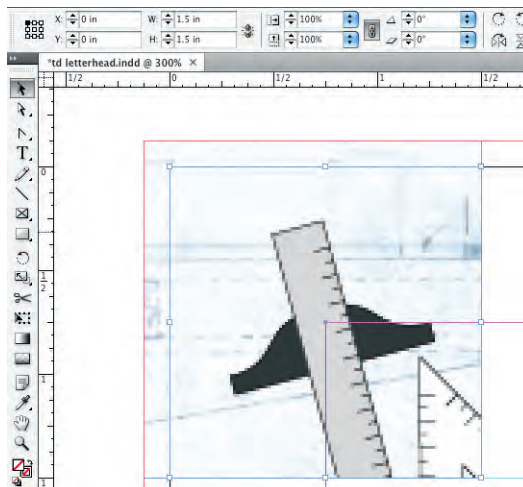 X: 0 in W: 1.5 in 100% 0°
Y: 0 in H: 1.5 in 100% 0°
*td letterhead.indd @ 300% ×
1/2 0 1/2 1 1/2
0
1
2
1
1